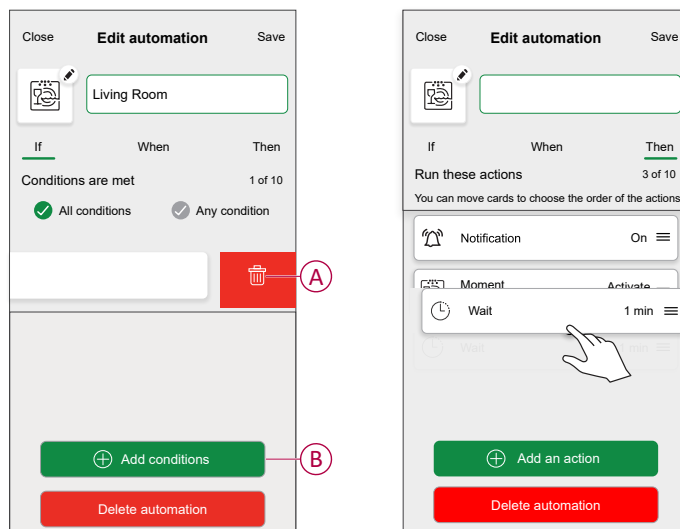 Close Edit automation Save
Living Room
If When Then
Conditions are met 1 of 10
All conditions Any condition
A
Add conditions
B
Delete automation
Close Edit automation Save
If When Then
Run these actions 3 of 10
You can move cards to choose the order of the actions
Notification On
Moment Activate
Wait 1 min
Wait min
Add an action
Delete automation